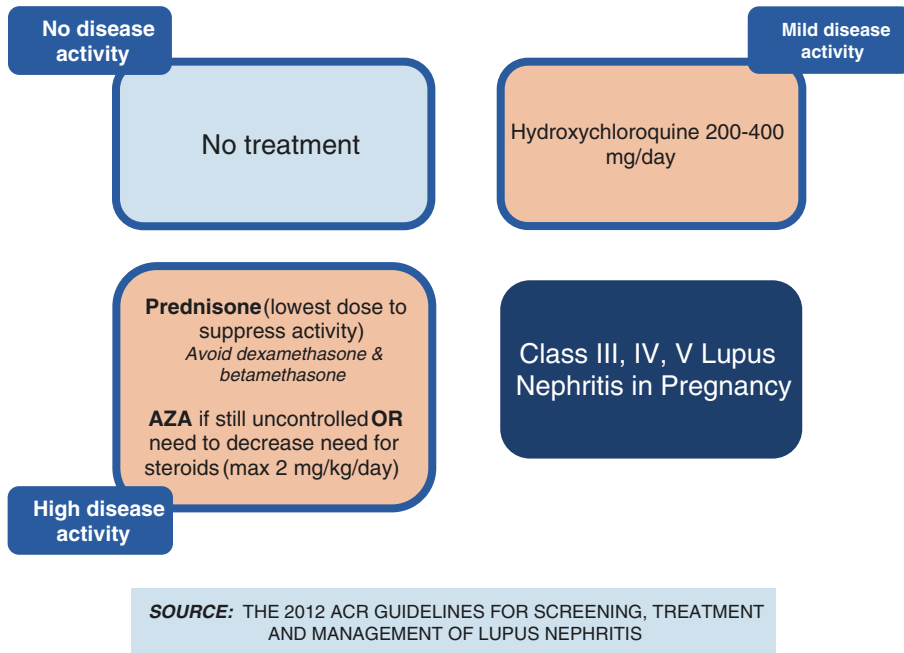 No disease
activity
No treatment
Mild disease
activity
Hydroxychloroquine 200-400
mg/day
Prednisone (lowest dose to
suppress activity)
Avoid dexamethasone &
betamethasone
AZA if still uncontrolled OR
need to decrease need for
steroids (max 2 mg/kg/day)
High disease
activity
Class III, IV, V Lupus
Nephritis in Pregnancy
SOURCE: THE 2012 ACR GUIDELINES FOR SCREENING, TREATMENT
AND MANAGEMENT OF LUPUS NEPHRITIS